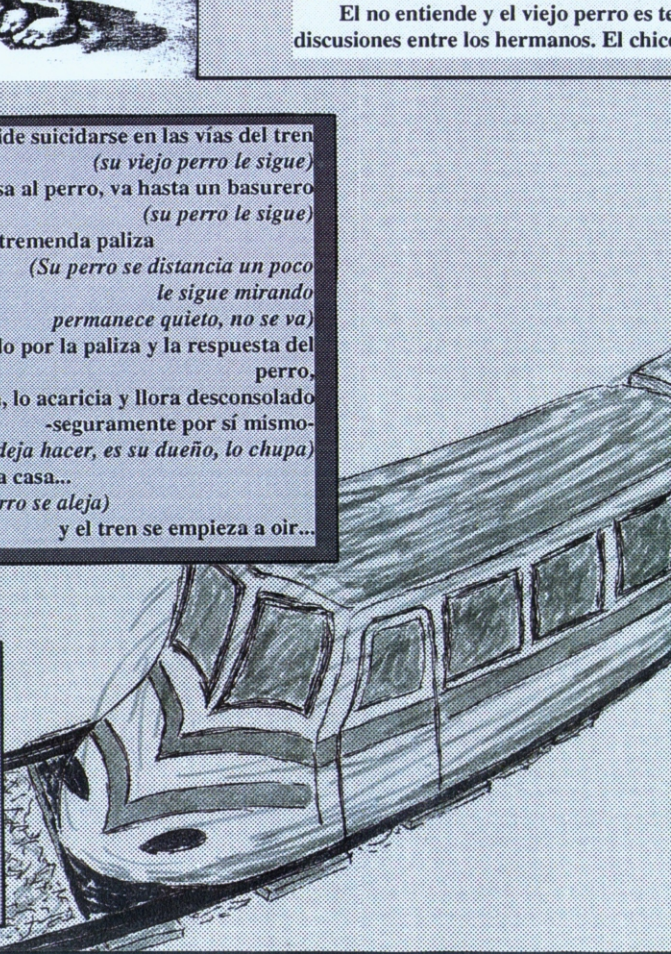 El no entiende y el viejo perro es te
discusiones entre los hermanos. El chico
ide suicidarse en las vías del tren
(su viejo perro le sigue)
sa al perro, va hasta un basurero
(su perro le sigue)
tremenda paliza
(Su perro se distancia un poco
le sigue mirando
permanece quieto, no se va)
lo por la paliza y la respuesta del
perro,
, lo acaricia y llora desconsolado
-seguramente por sí mismo-
deja hacer, es su dueño, lo chupa)
a casa...
rro se aleja)
y el tren se empieza a oir...